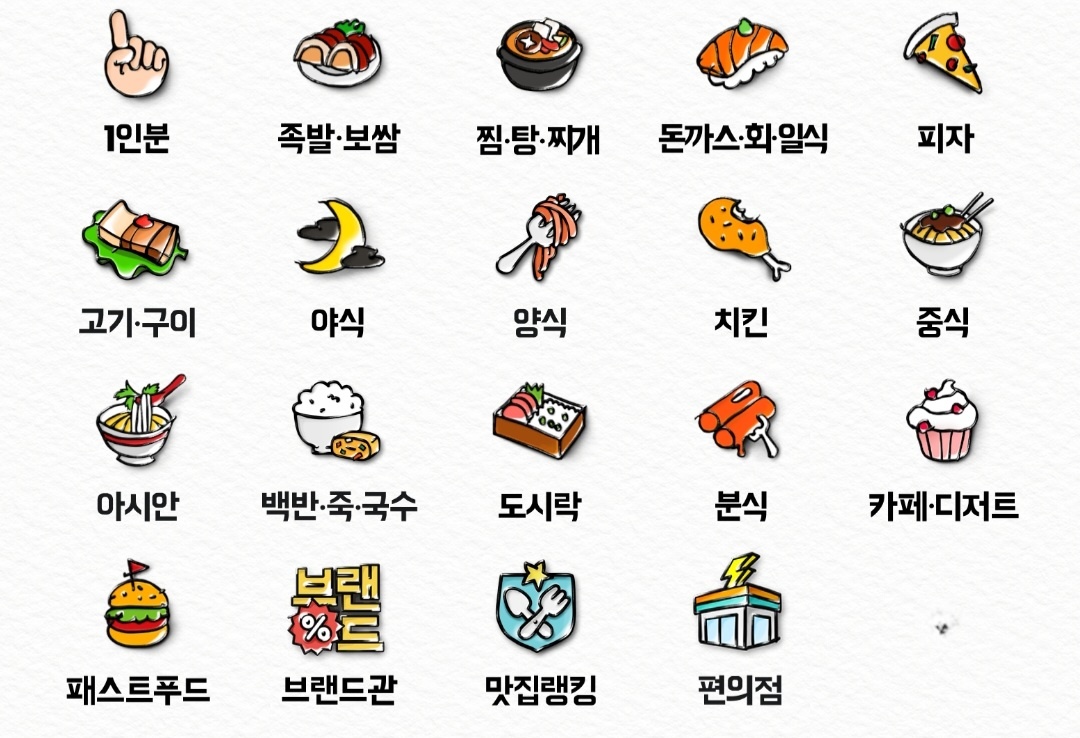 1인분 족발·보쌈 찜·탕·찌개 돈까스·회·일식 피자
고기·구이 야식 양식 치킨 중식
아시안 백반·죽·국수 도시락 분식 카페·디저트
브랜
%드
패스트푸드 브랜드관 맛집랭킹 편의점